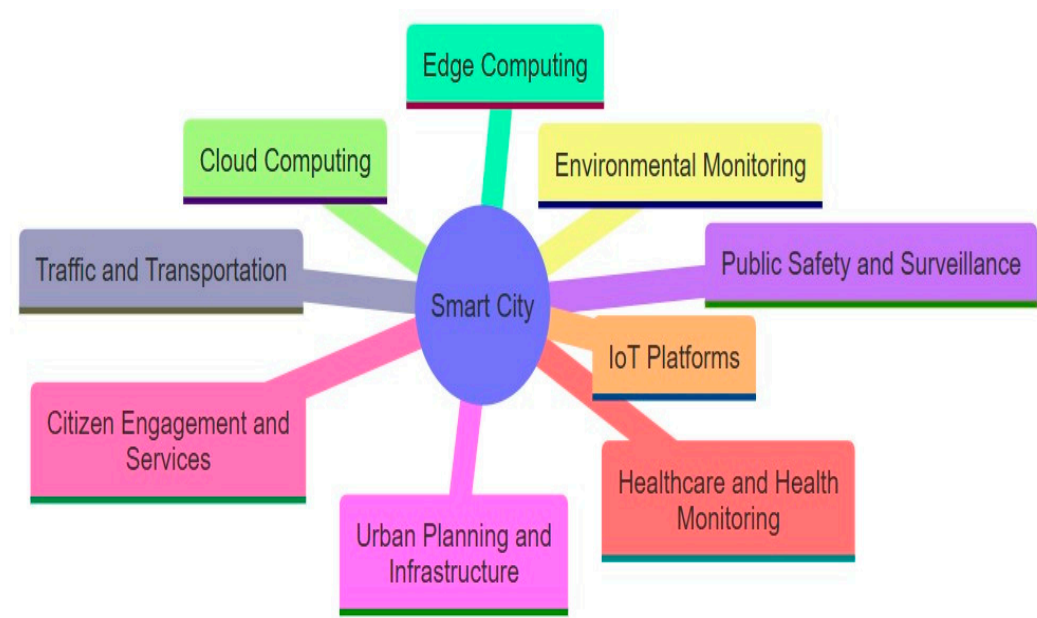 Edge Computing
Cloud Computing
Environmental Monitoring
Traffic and Transportation
Public Safety and Surveillance
Smart City
IoT Platforms
Citizen Engagement and
Services
Healthcare and Health
Monitoring
Urban Planning and
Infrastructure